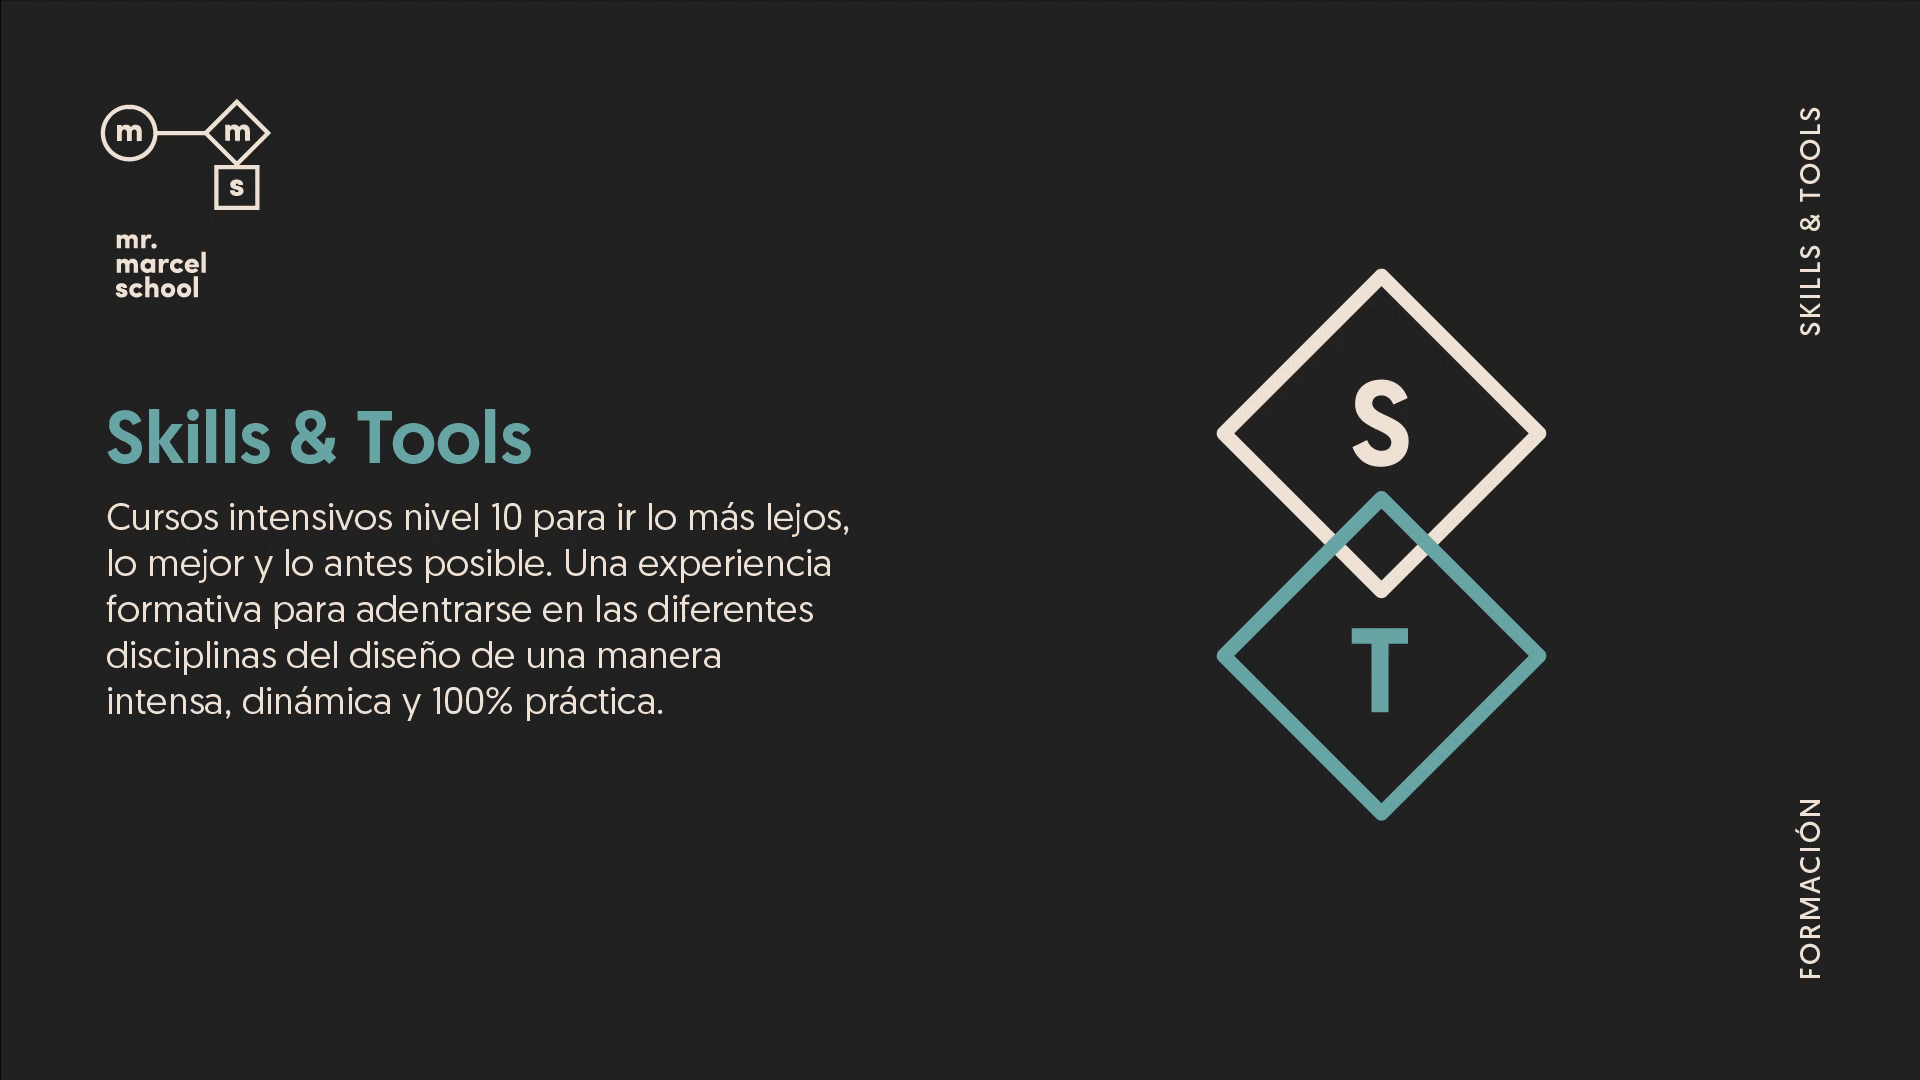 m
m
s
mr.
marcel
school
Skills & Tools
Cursos intensivos nivel 10 para ir lo más lejos,
lo mejor y lo antes posible. Una experiencia
formativa para adentrarse en las diferentes
disciplinas del diseño de una manera
intensa, dinámica y 100% práctica.
S
T
SKILLS & TOOLS
FORMACIÓN